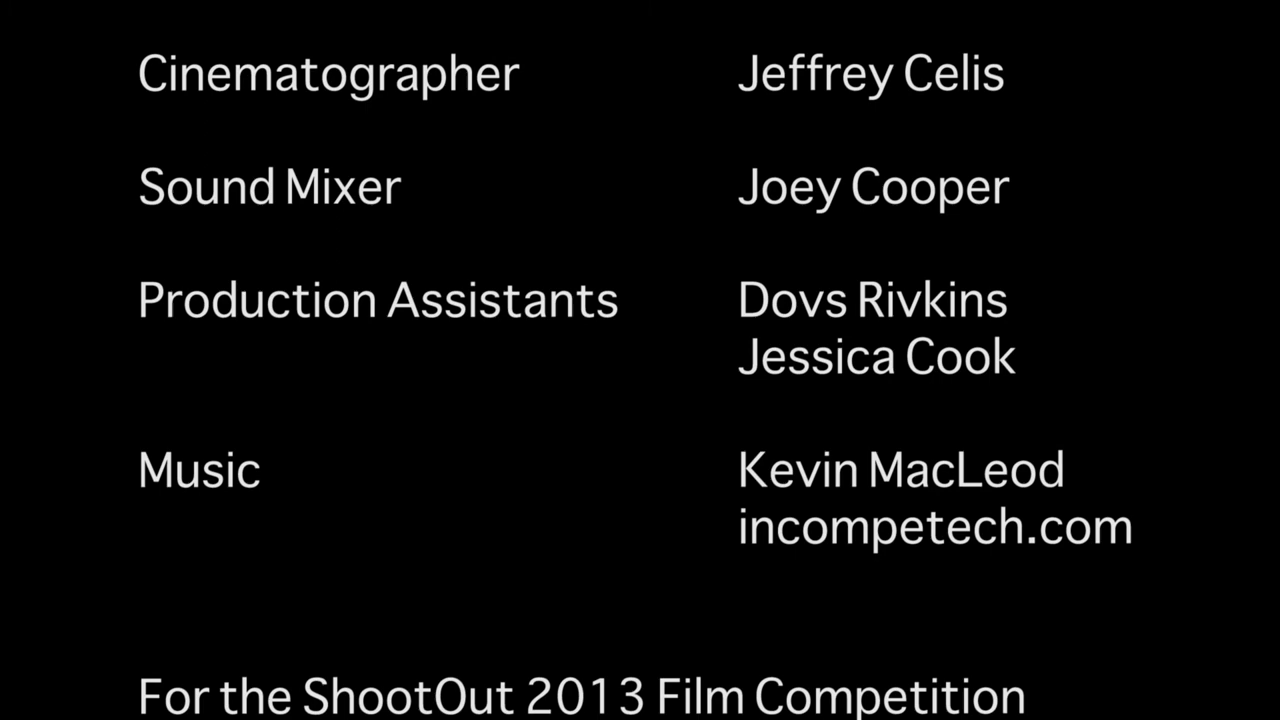 Cinematographer Jeffrey Celis
Sound Mixer Joey Cooper
Production Assistants Dovs Rivkins
Jessica Cook
Music Kevin MacLeod
incompetech.com
For the ShootOut 2013 Film Competition